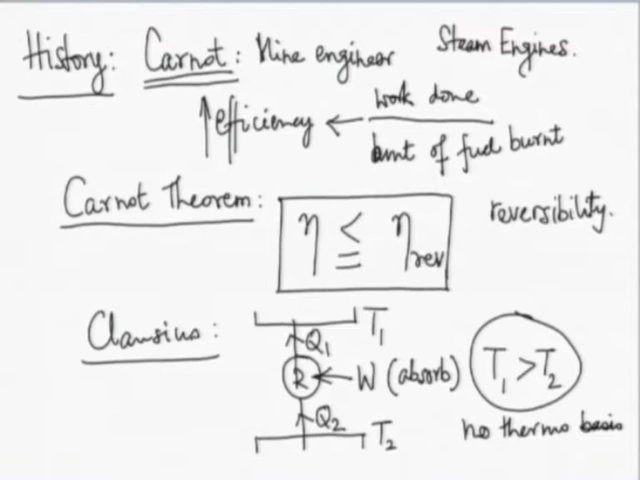 History: Carnot: Mine engineer Steam Engines.
↑ efficiency ← work done
amt of fuel burnt
Carnot Theorem: η ≤ η_rev reversibility.
Clausius: T₁
Q₁
R ← W (absorb) T₁ > T₂
Q₂
T₂ no thermo basis